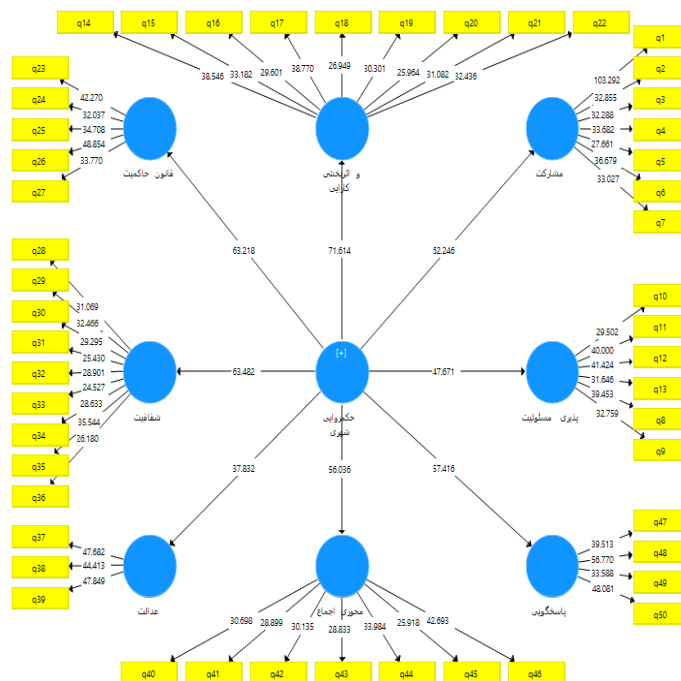 q14 q15 q16 q17 q18 q19 q20 q21 q22
38.546 33.182 29.601 38.770 26.949 30.301 25.964 31.082 32.436
q23
q24
q25
q26
q27
42.270
32.037
34.708
48.854
33.770
قانون حاکمیت
و اثربخشی
کارایی
q1
q2
q3
q4
q5
q6
q7
103.292
32.855
32.288
33.682
27.661
36.679
33.027
مشارکت
63.218
71.614
52.246
q28
q29
q30
q31
q32
q33
q34
q35
q36
31.069
32.466
29.295
25.430
28.901
24.527
28.633
35.544
26.180
شفافیت
63.482
[+]
حکمروایی
شهری
47.671
q10
q11
q12
q13
q8
q9
29.502
40.000
41.424
31.646
39.453
32.759
پذیری مسئولیت
37.832
56.036
57.416
q37
q38
q39
47.682
44.413
47.849
عدالت
محوری اجماع
q47
q48
q49
q50
39.513
56.770
33.588
48.081
پاسخگویی
30.698 28.899 30.135 28.833 33.984 25.918 42.693
q40 q41 q42 q43 q44 q45 q46